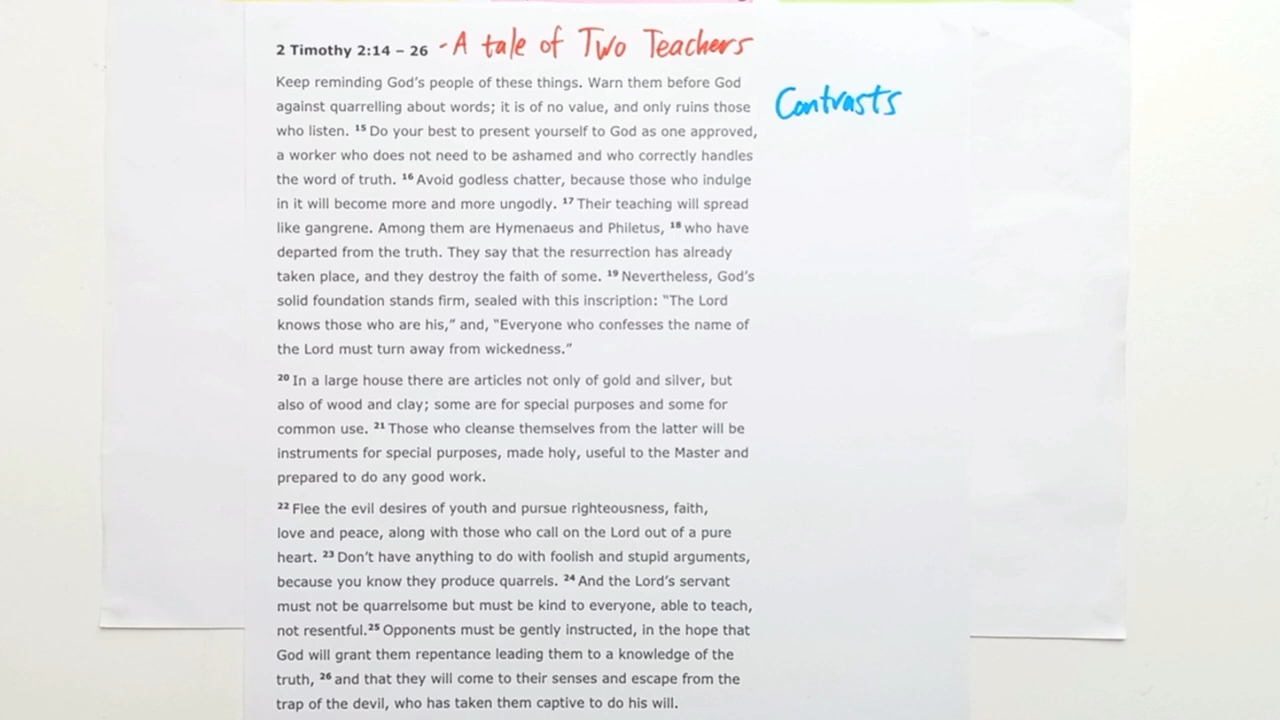 2 Timothy 2:14 – 26 - A tale of Two Teachers
Keep reminding God's people of these things. Warn them before God
Contrasts
against quarrelling about words; it is of no value, and only ruins those
who listen. 15 Do your best to present yourself to God as one approved,
a worker who does not need to be ashamed and who correctly handles
the word of truth. 16 Avoid godless chatter, because those who indulge
in it will become more and more ungodly. 17 Their teaching will spread
like gangrene. Among them are Hymenaeus and Philetus, 18 who have
departed from the truth. They say that the resurrection has already
taken place, and they destroy the faith of some. 19 Nevertheless, God's
solid foundation stands firm, sealed with this inscription: “The Lord
knows those who are his,” and, “Everyone who confesses the name of
the Lord must turn away from wickedness.”
20 In a large house there are articles not only of gold and silver, but
also of wood and clay; some are for special purposes and some for
common use. 21 Those who cleanse themselves from the latter will be
instruments for special purposes, made holy, useful to the Master and
prepared to do any good work.
22 Flee the evil desires of youth and pursue righteousness, faith,
love and peace, along with those who call on the Lord out of a pure
heart. 23 Don't have anything to do with foolish and stupid arguments,
because you know they produce quarrels. 24 And the Lord's servant
must not be quarrelsome but must be kind to everyone, able to teach,
not resentful.25 Opponents must be gently instructed, in the hope that
God will grant them repentance leading them to a knowledge of the
truth, 26 and that they will come to their senses and escape from the
trap of the devil, who has taken them captive to do his will.